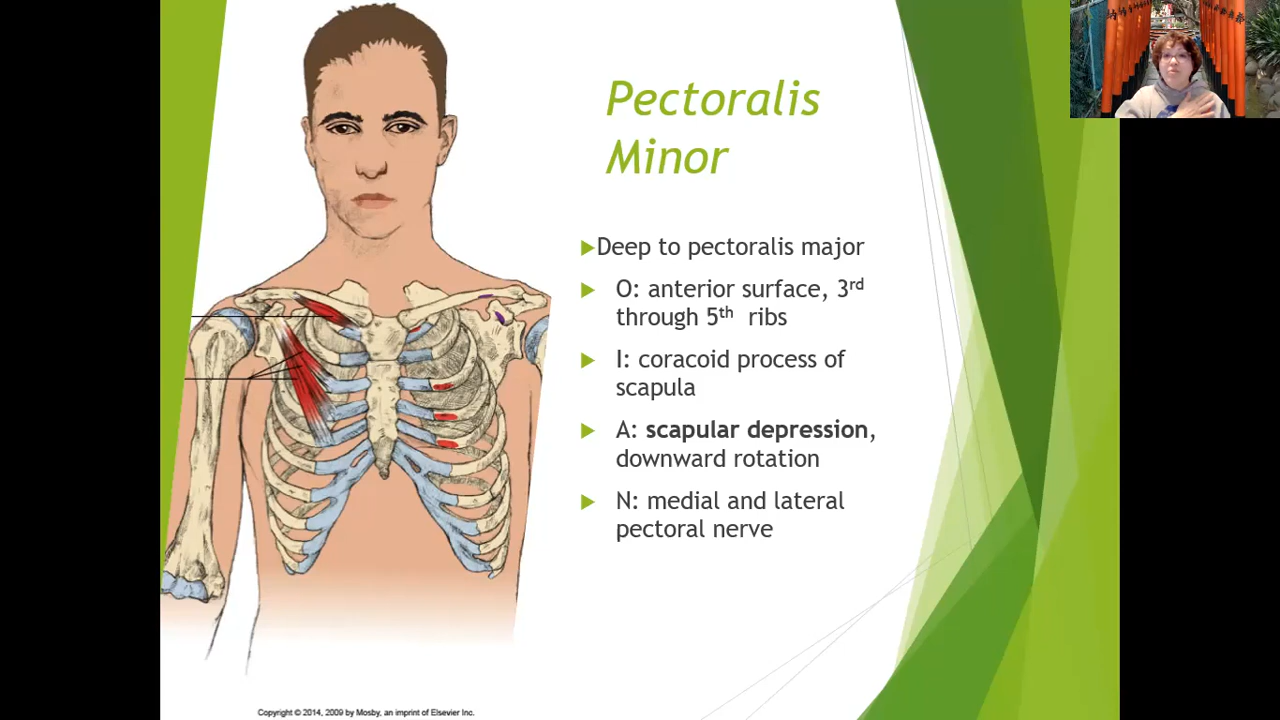 Pectoralis
Minor
Deep to pectoralis major
O: anterior surface, 3rd
through 5th ribs
I: coracoid process of
scapula
A: scapular depression,
downward rotation
N: medial and lateral
pectoral nerve
Copyright © 2014, 2009 by Mosby, an imprint of Elsevier Inc.